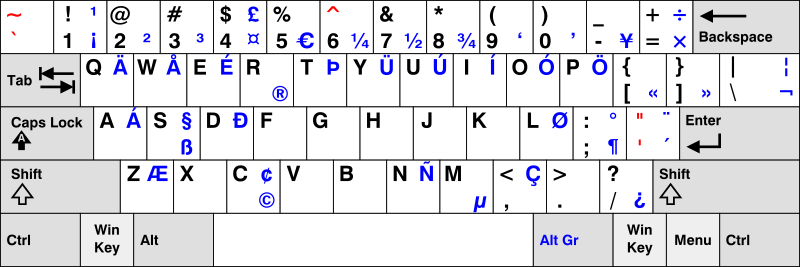 ~ ! ¹ @ # $ £ % ^ & * ( ) _ + ÷ Backspace
` 1 ¡ 2 ² 3 ³ 4 ¤ 5 € 6 ¼ 7 ½ 8 ¾ 9 ‘ 0 ’ - ¥ = ×
Tab Q Ä W Å E É R T Þ Y Ü U Ú I Í O Ó P Ö { } | ¦
® [ « ] » \ ¬
Caps Lock A Á S § D Ð F G H J K L Ø : ° " ¨ Enter
A ß ; ¶ ' ´
Shift Z Æ X C ¢ V B N Ñ M < Ç > ? Shift
© µ , . / ¿
Ctrl Win Key Alt Alt Gr Win Key Menu Ctrl